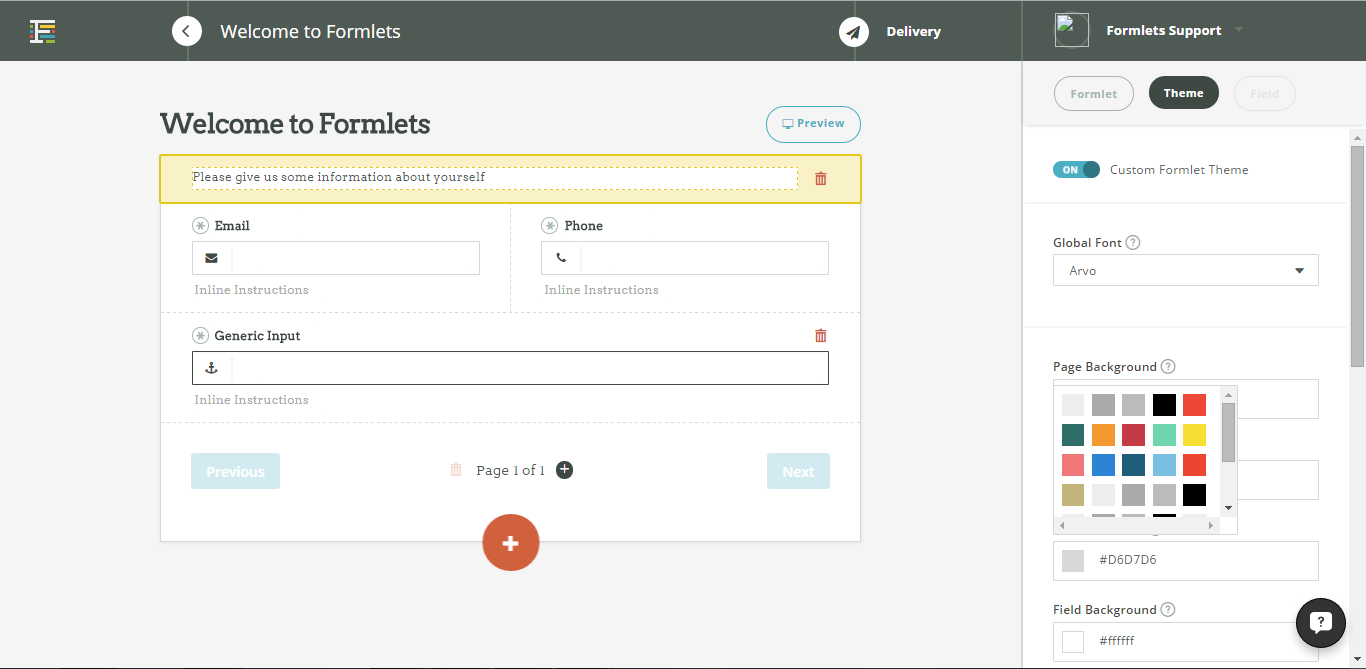 Welcome to Formlets
Delivery
Formlets Support
Formlet
Theme
Field
Welcome to Formlets
Preview
Please give us some information about yourself
Email
Phone
Inline Instructions
Inline Instructions
Generic Input
Inline Instructions
Previous
Page 1 of 1
Next
ON
Custom Formlet Theme
Global Font
Arvo
Page Background
#D6D7D6
Field Background
#ffffff